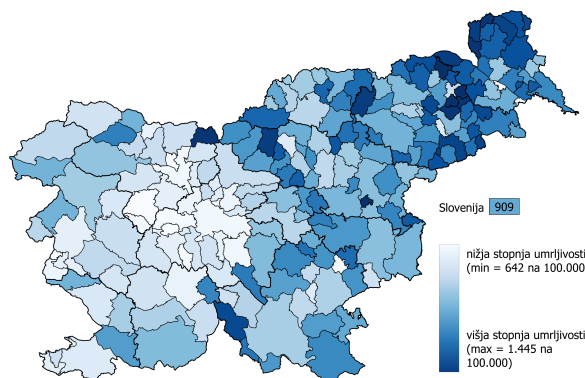 Slovenija 909
nižja stopnja umrljivosti
(min = 642 na 100.000)
višja stopnja umrljivosti
(max = 1.445 na
100.000)